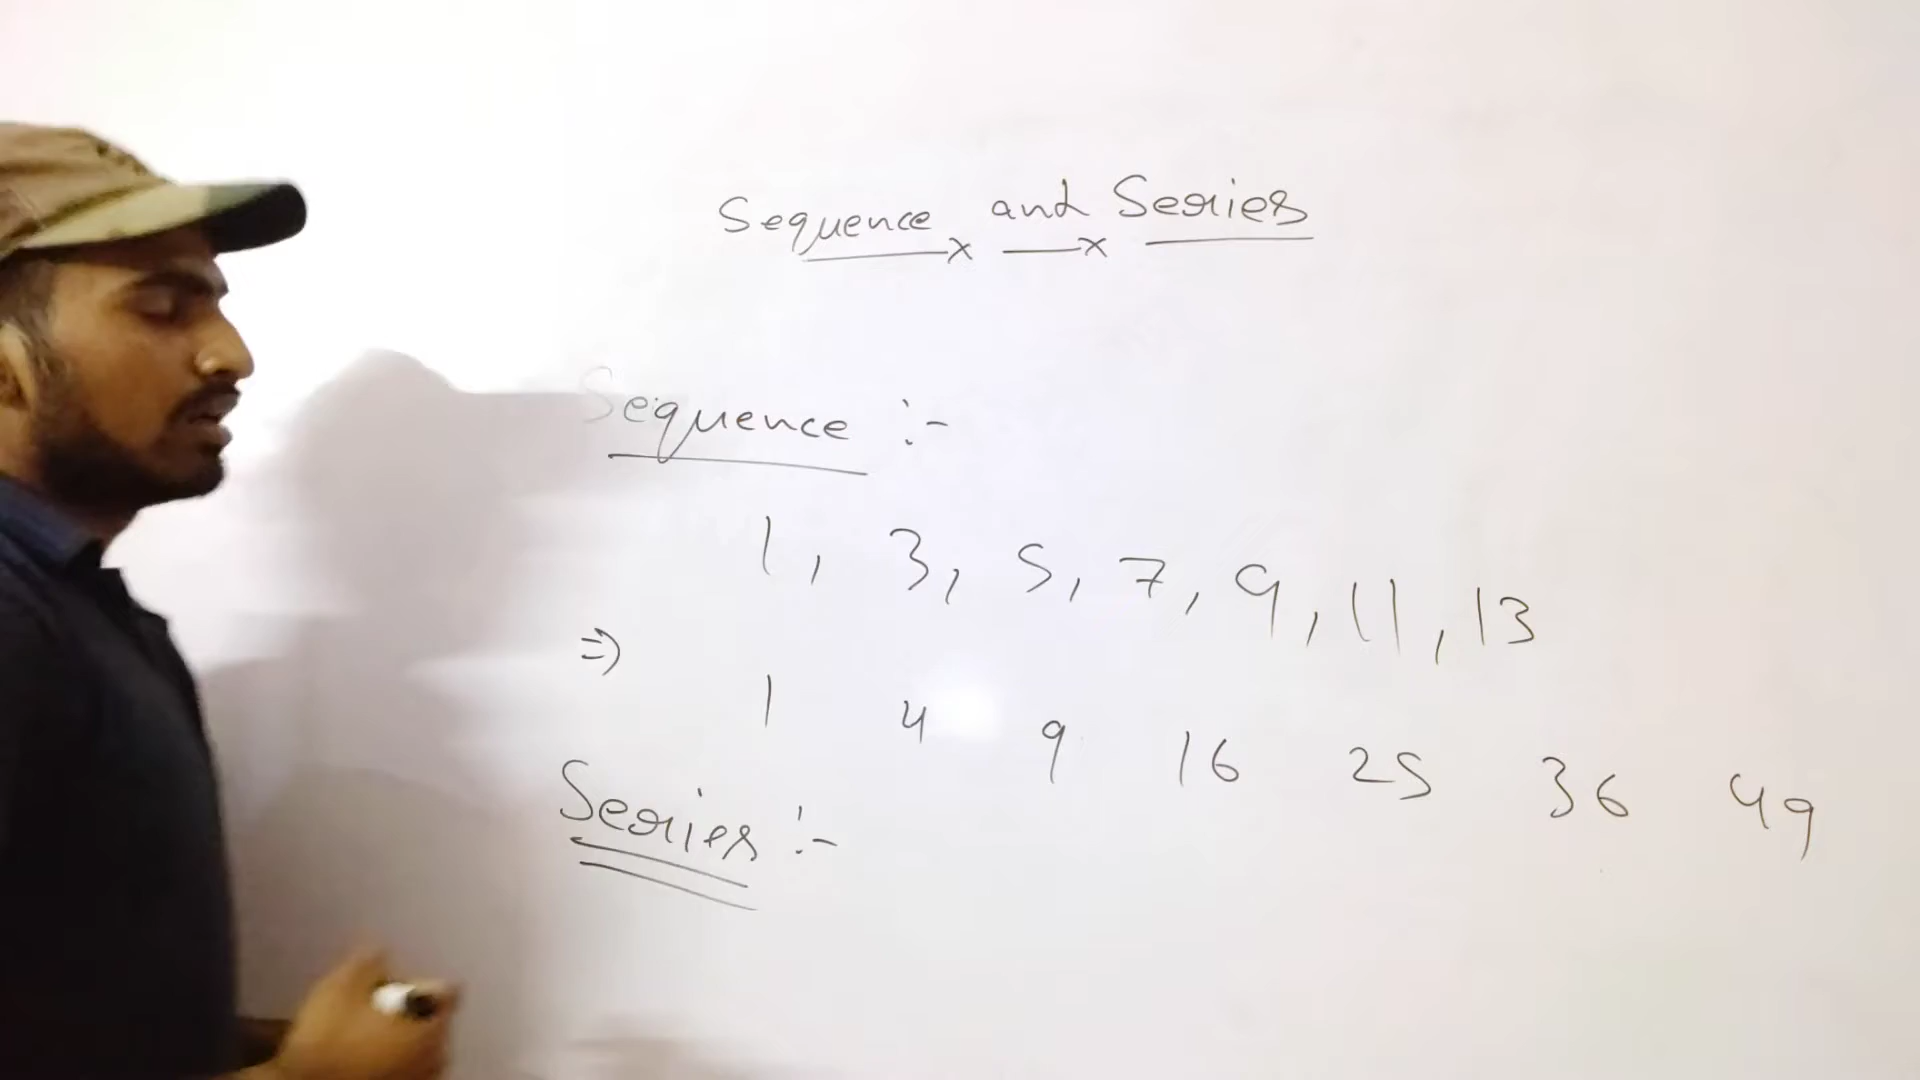 Sequence and Series
Sequence :-
1, 3, 5, 7, 9, 11, 13
⇒
1 4 9 16 25 36 49
Series :-